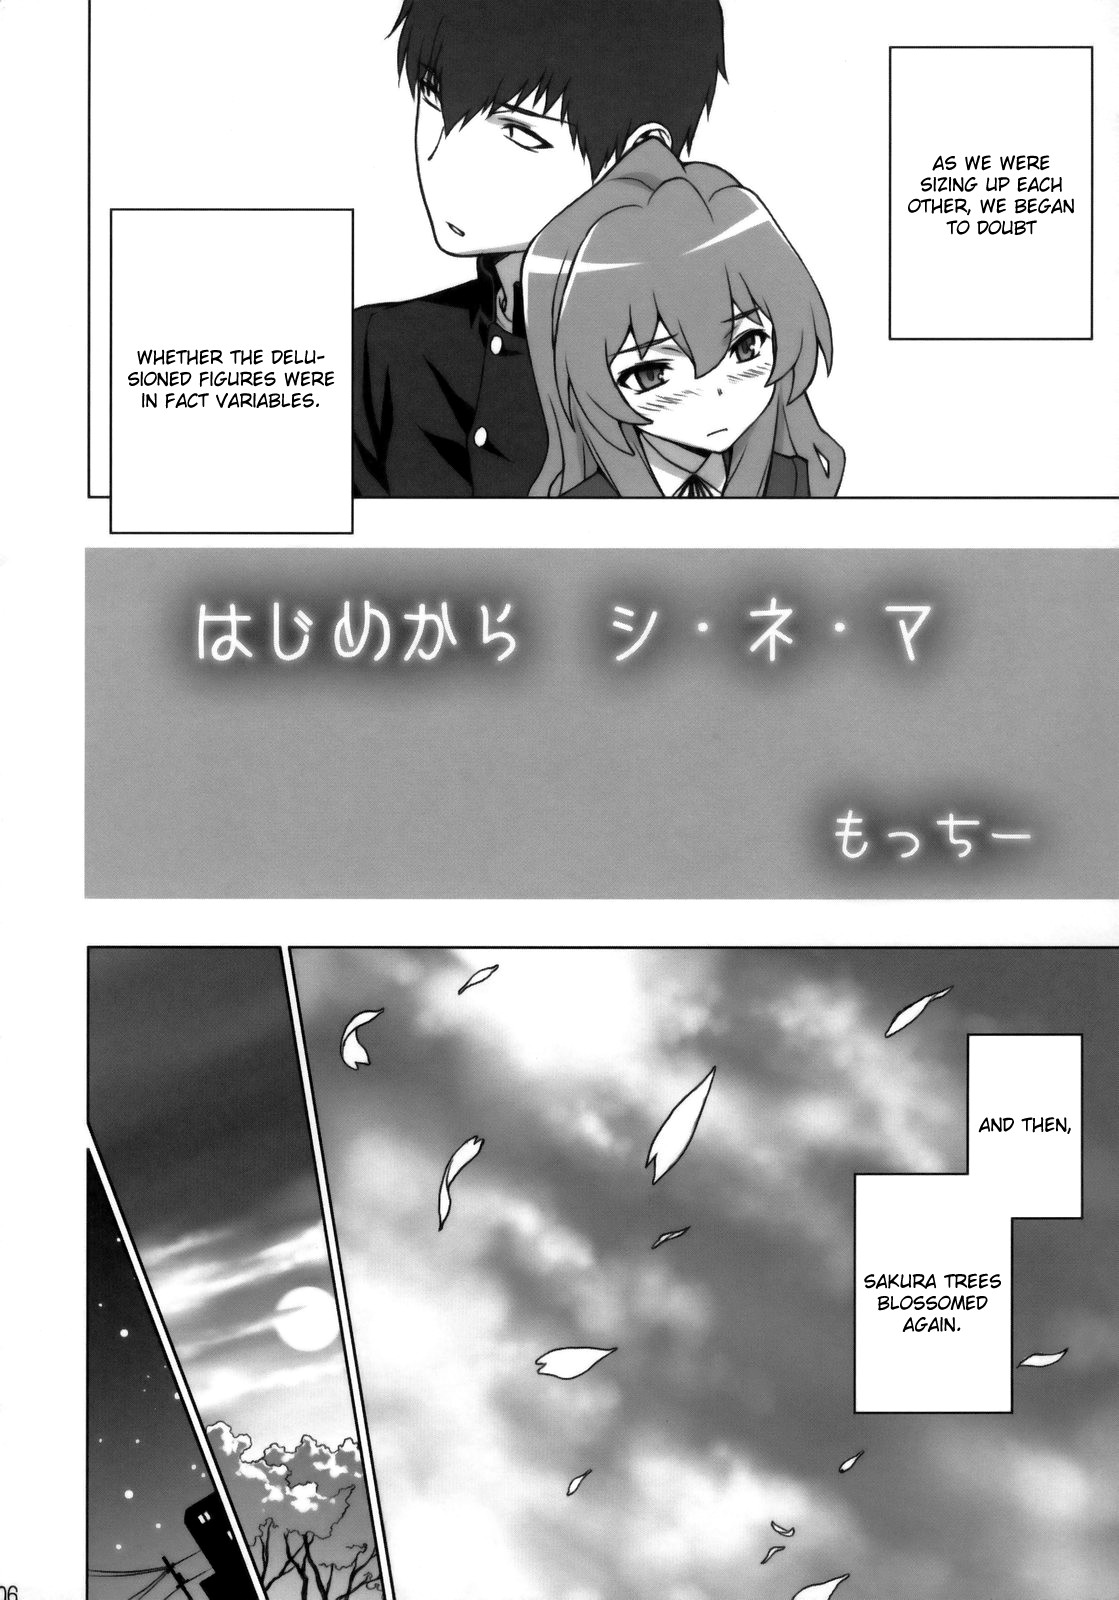 AS WE WERE
SIZING UP EACH
OTHER, WE BEGAN
TO DOUBT
WHETHER THE DELU-
SIONED FIGURES WERE
IN FACT VARIABLES.
はじめから シ・ネ・マ
もっちー
AND THEN,
SAKURA TREES
BLOSSOMED
AGAIN.
06